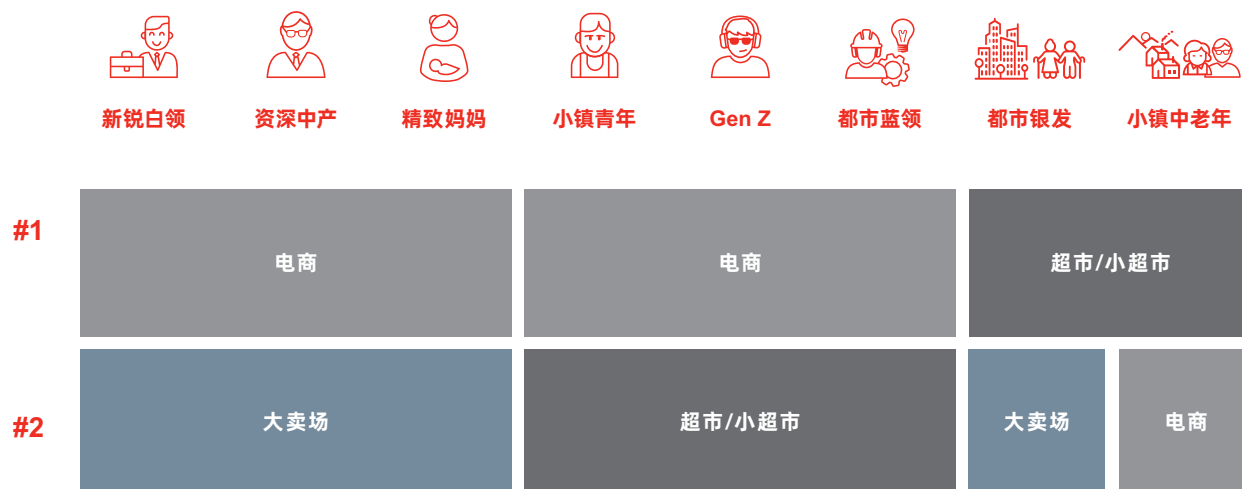 新锐白领
资深中产
精致妈妈
小镇青年
Gen Z
都市蓝领
都市银发
小镇中老年
#1
电商
电商
超市/小超市
#2
大卖场
超市/小超市
大卖场
电商